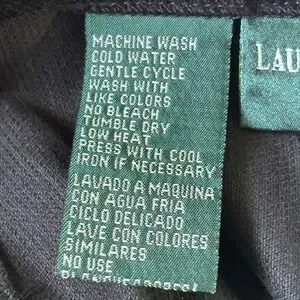 MACHINE WASH
COLD WATER
GENTLE CYCLE
WASH WITH
LIKE COLORS
NO BLEACH
TUMBLE DRY
LOW HEAT
PRESS WITH COOL
IRON IF NECESSARY
LAVADO A MAQUINA
CON AGUA FRIA
CICLO DELICADO
LAVE CON COLORES
SIMILARES
NO USE
LAU